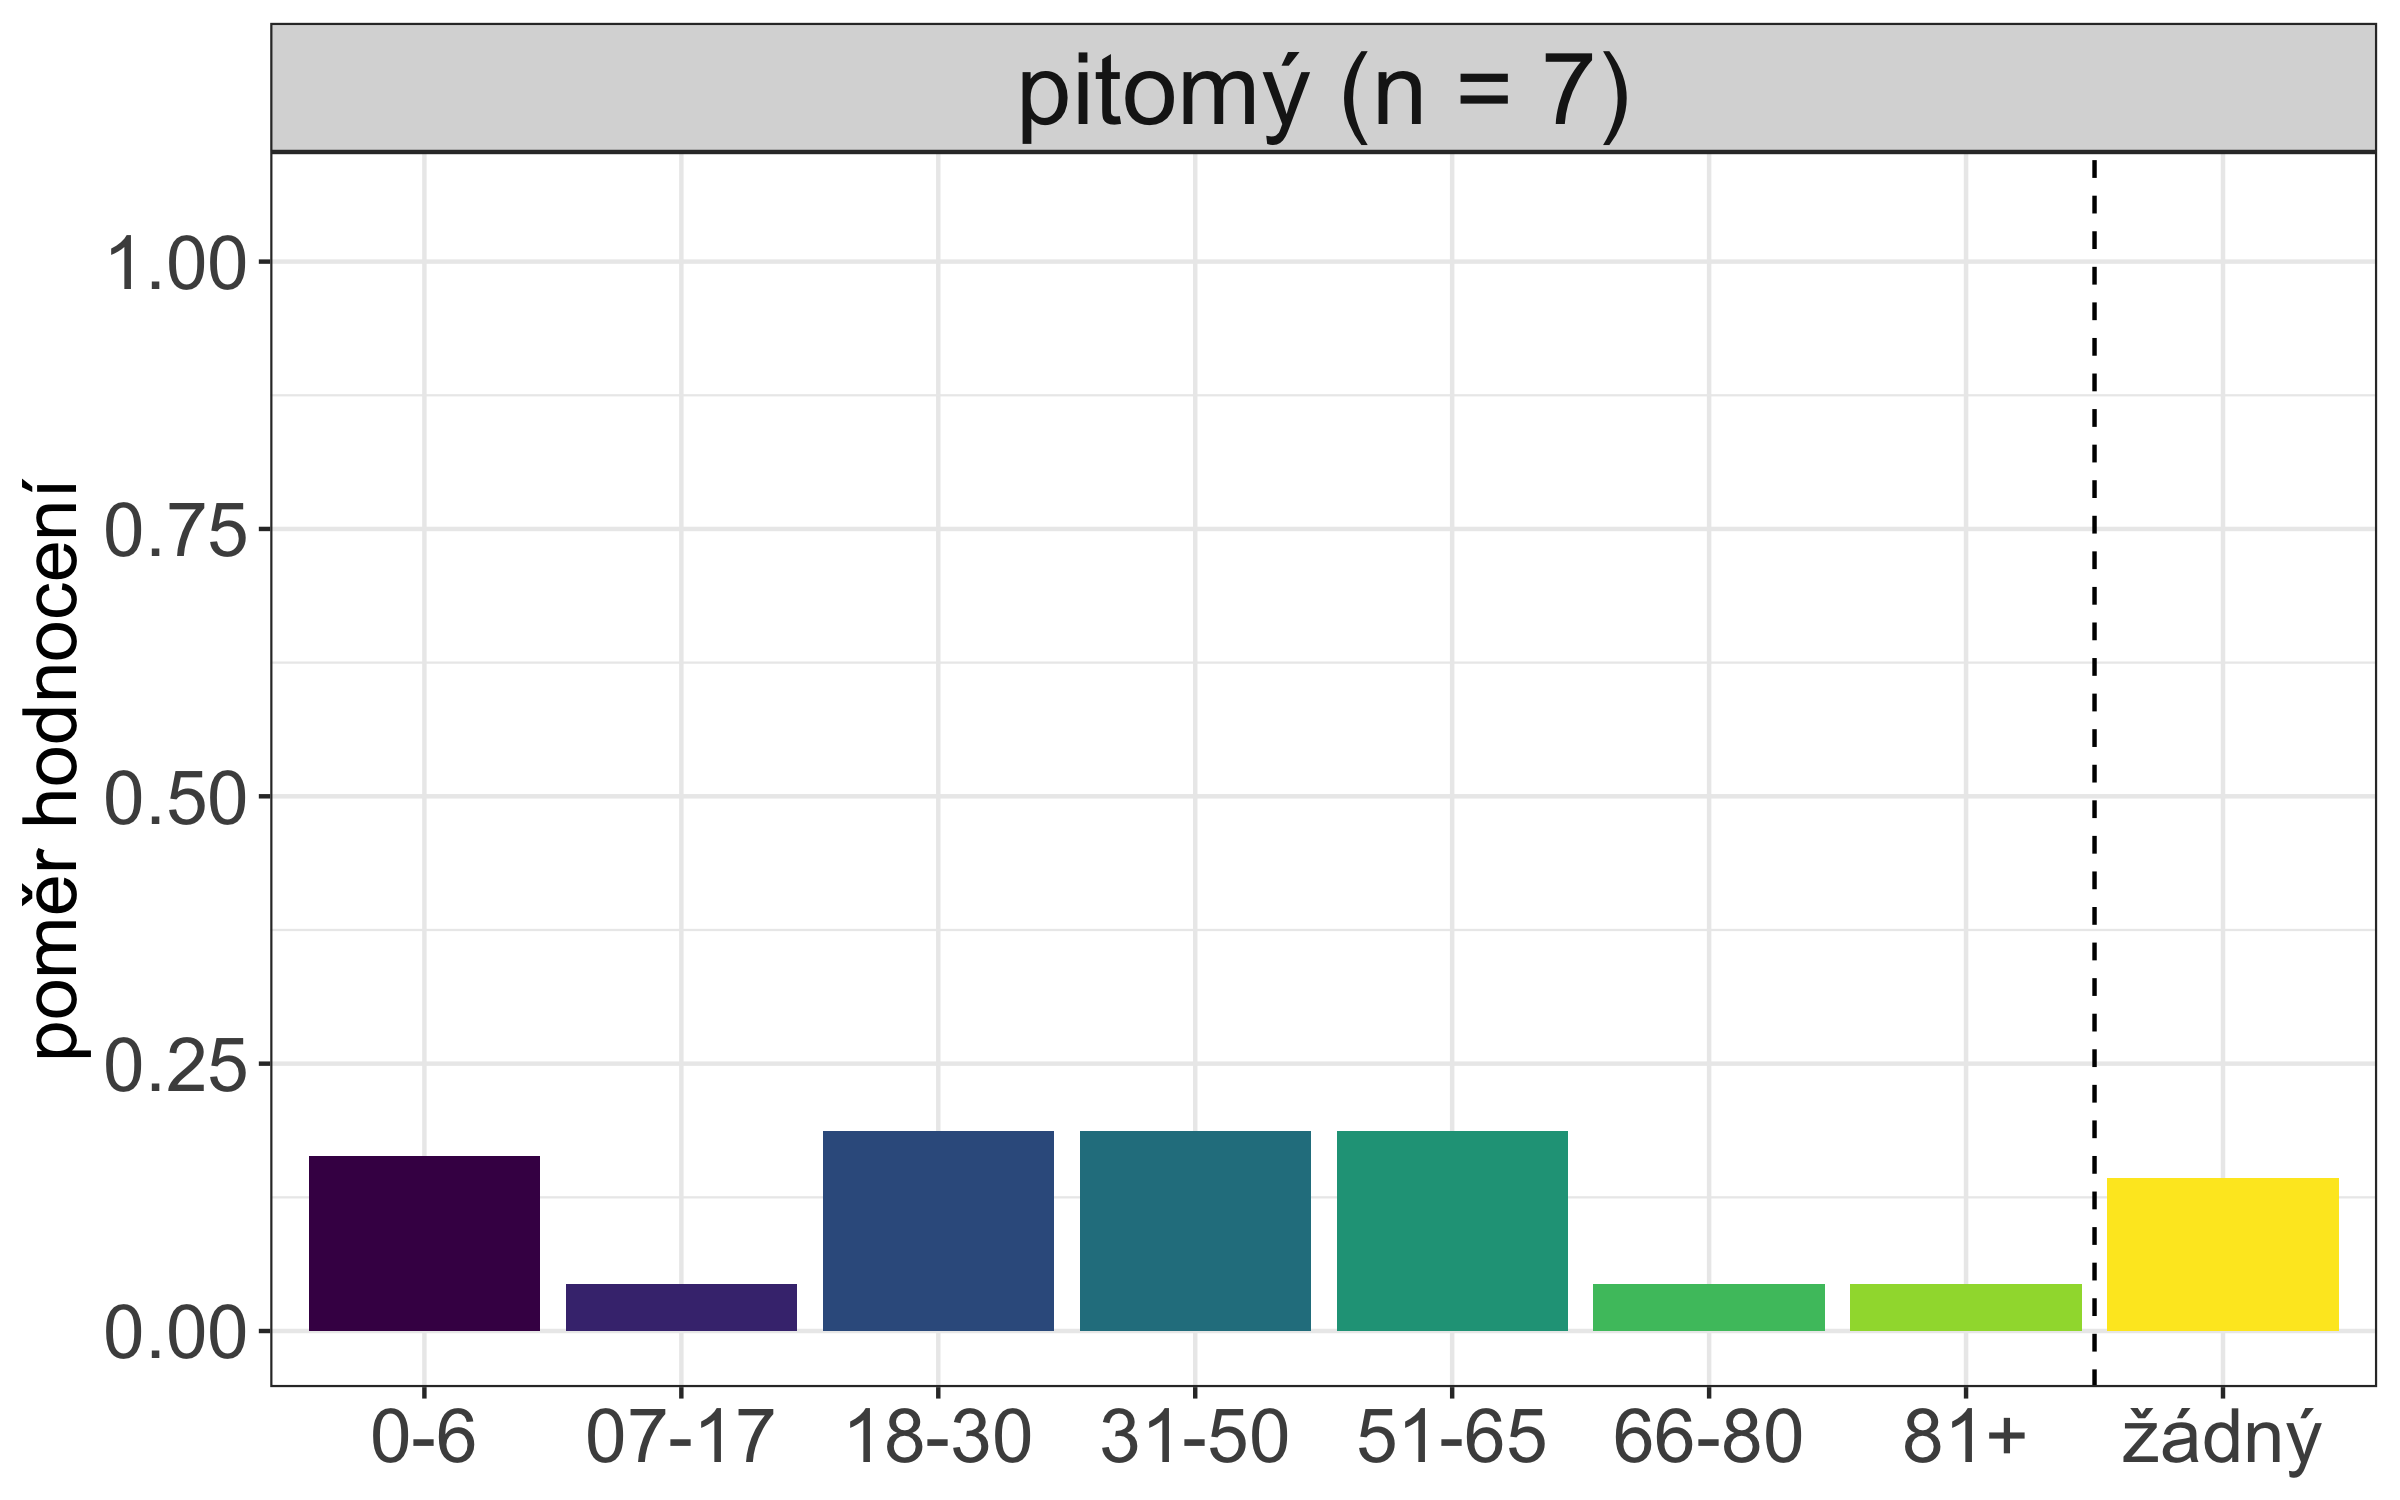 pitomý (n = 7)
poměr hodnocení
1.00
0.75
0.50
0.25
0.00
0-6 07-17 18-30 31-50 51-65 66-80 81+ žádný